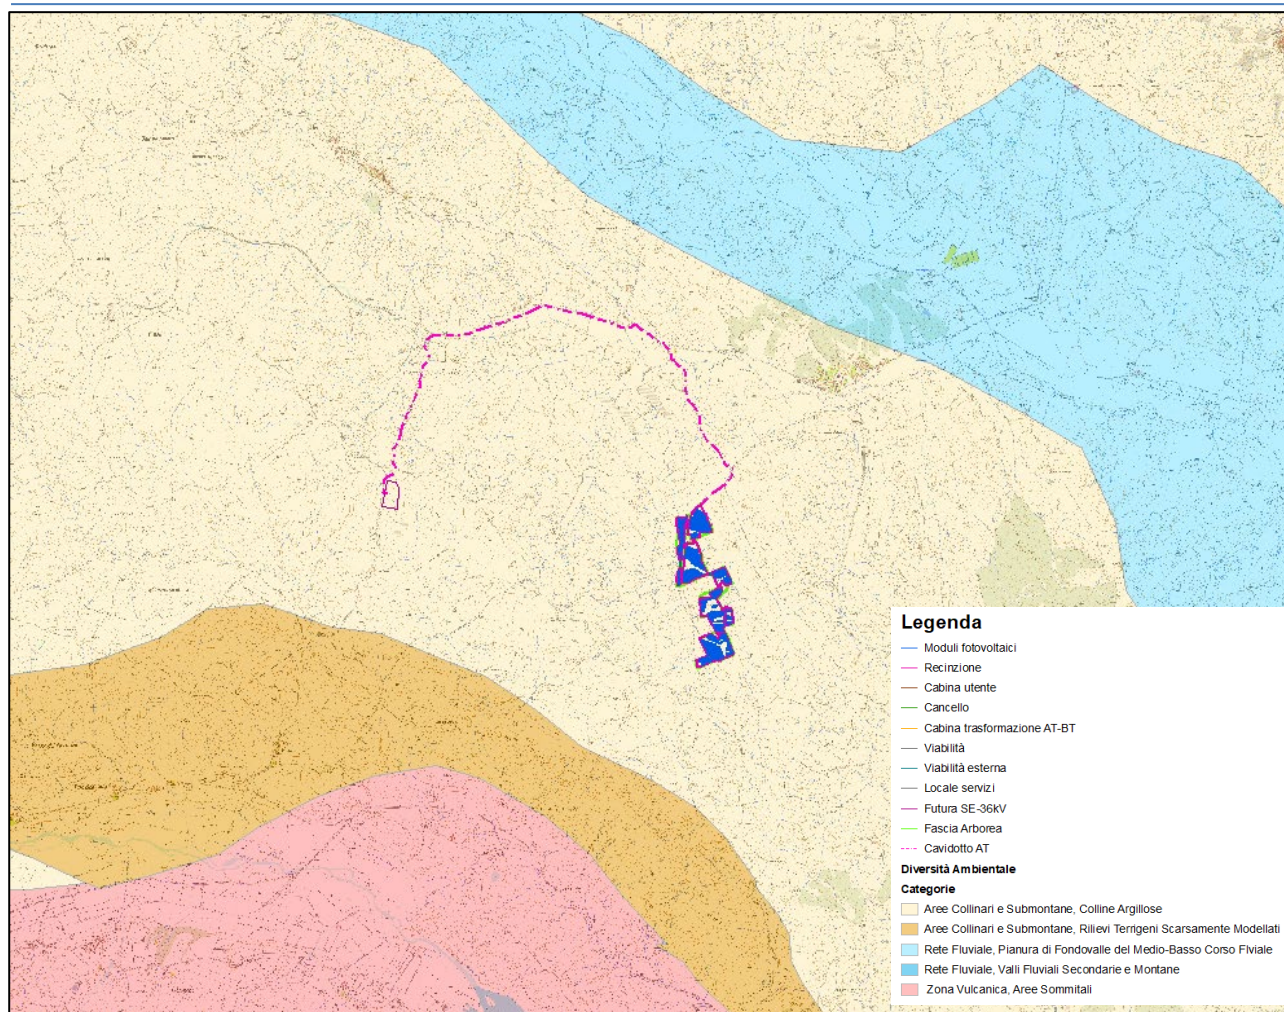 Legenda
Moduli fotovoltaici
Recinzione
Cabina utente
Cancello
Cabina trasformazione AT-BT
Viabilità
Viabilità esterna
Locale servizi
Futura SE-36kV
Fascia Arborea
Cavidotto AT
Diversità Ambientale
Categorie
Aree Collinari e Submontane, Colline Argillose
Aree Collinari e Submontane, Rilievi Terrigeni Scarsamente Modellati
Rete Fluviale, Pianura di Fondovalle del Medio-Basso Corso Flviale
Rete Fluviale, Valli Fluviali Secondarie e Montane
Zona Vulcanica, Aree Sommitali